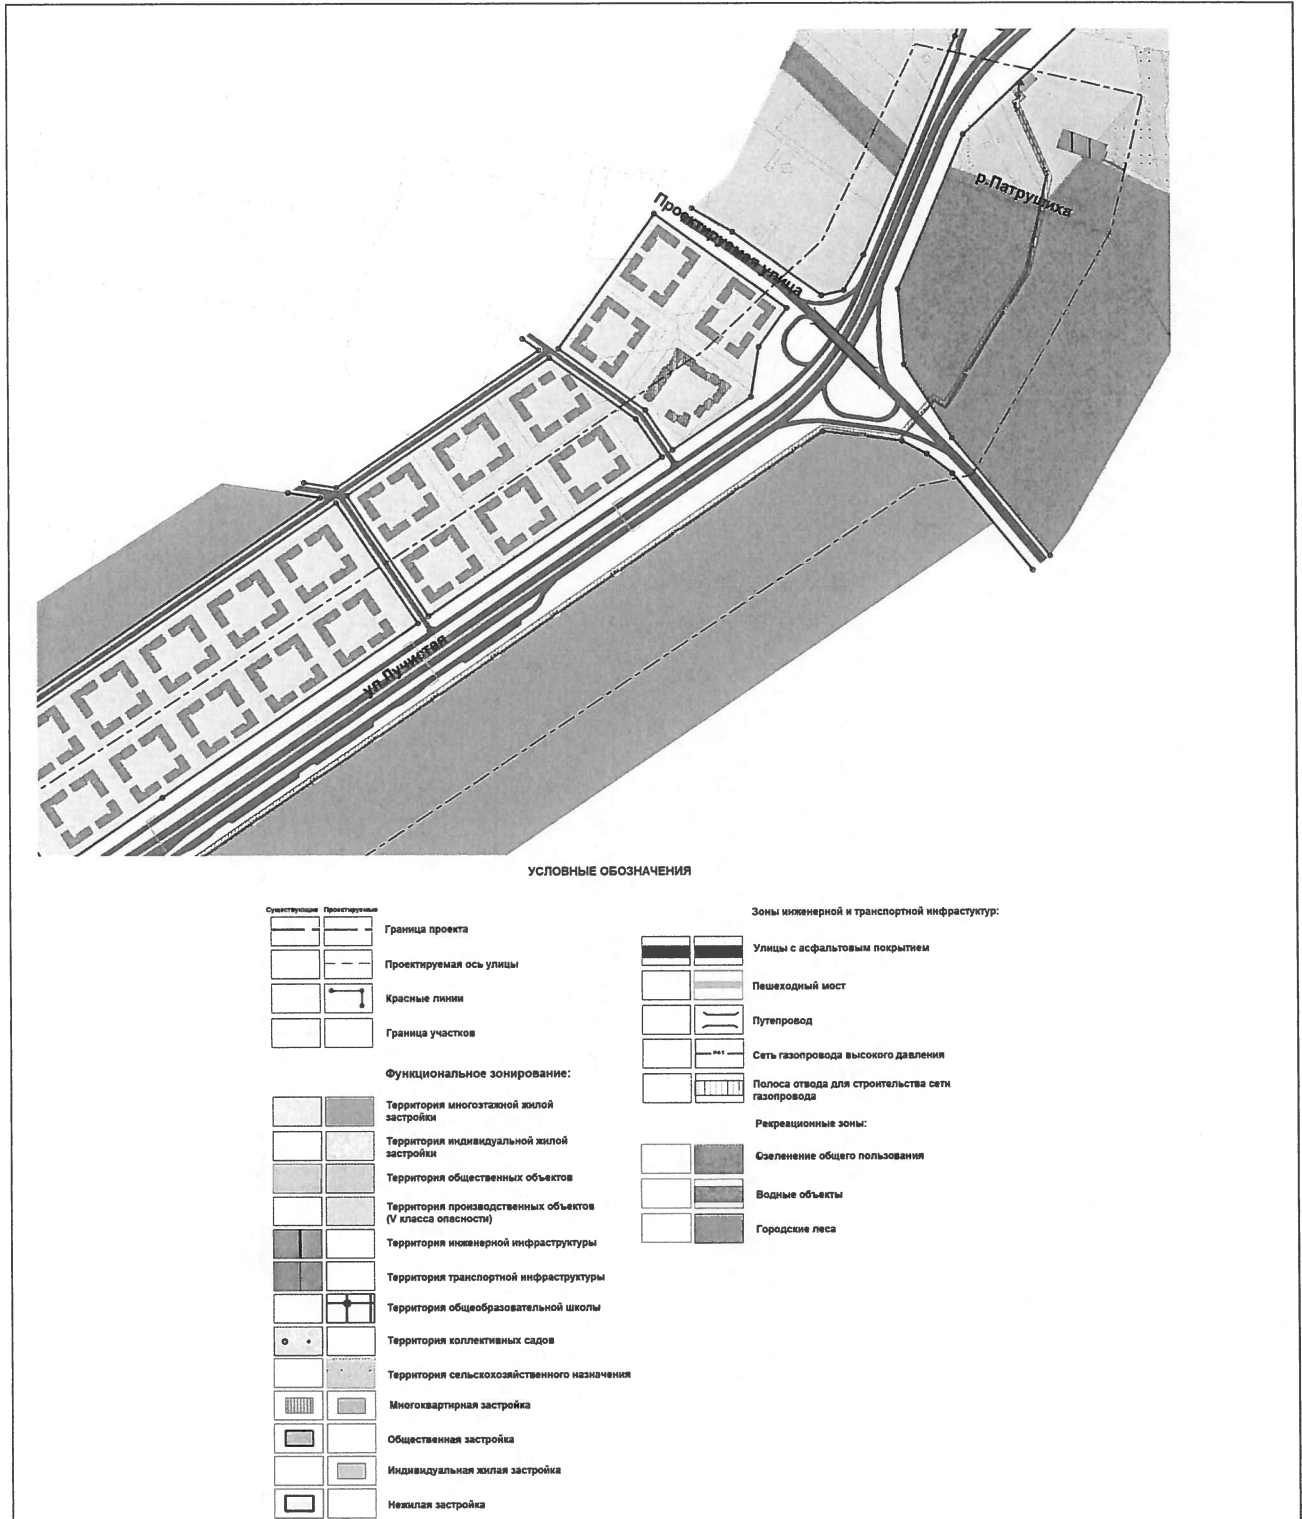 р.Патрушиха
Проектируемая улица
ул.Лучистая
УСЛОВНЫЕ ОБОЗНАЧЕНИЯ
Существующие Проектируемые
Граница проекта
Проектируемая ось улицы
Красные линии
Граница участков
Функциональное зонирование:
Территория многоэтажной жилой
застройки
Территория индивидуальной жилой
застройки
Территория общественных объектов
Территория производственных объектов
(V класса опасности)
Территория инженерной инфраструктуры
Территория транспортной инфраструктуры
Территория общеобразовательной школы
Территория коллективных садов
Территория сельскохозяйственного назначения
Многоквартирная застройка
Общественная застройка
Индивидуальная жилая застройка
Нежилая застройка
Зоны инженерной и транспортной инфрастуктур:
Улицы с асфальтовым покрытием
Пешеходный мост
Путепровод
Сеть газопровода высокого давления
Полоса отвода для строительства сети
газопровода
Рекреационные зоны:
Озеленение общего пользования
Водные объекты
Городские леса